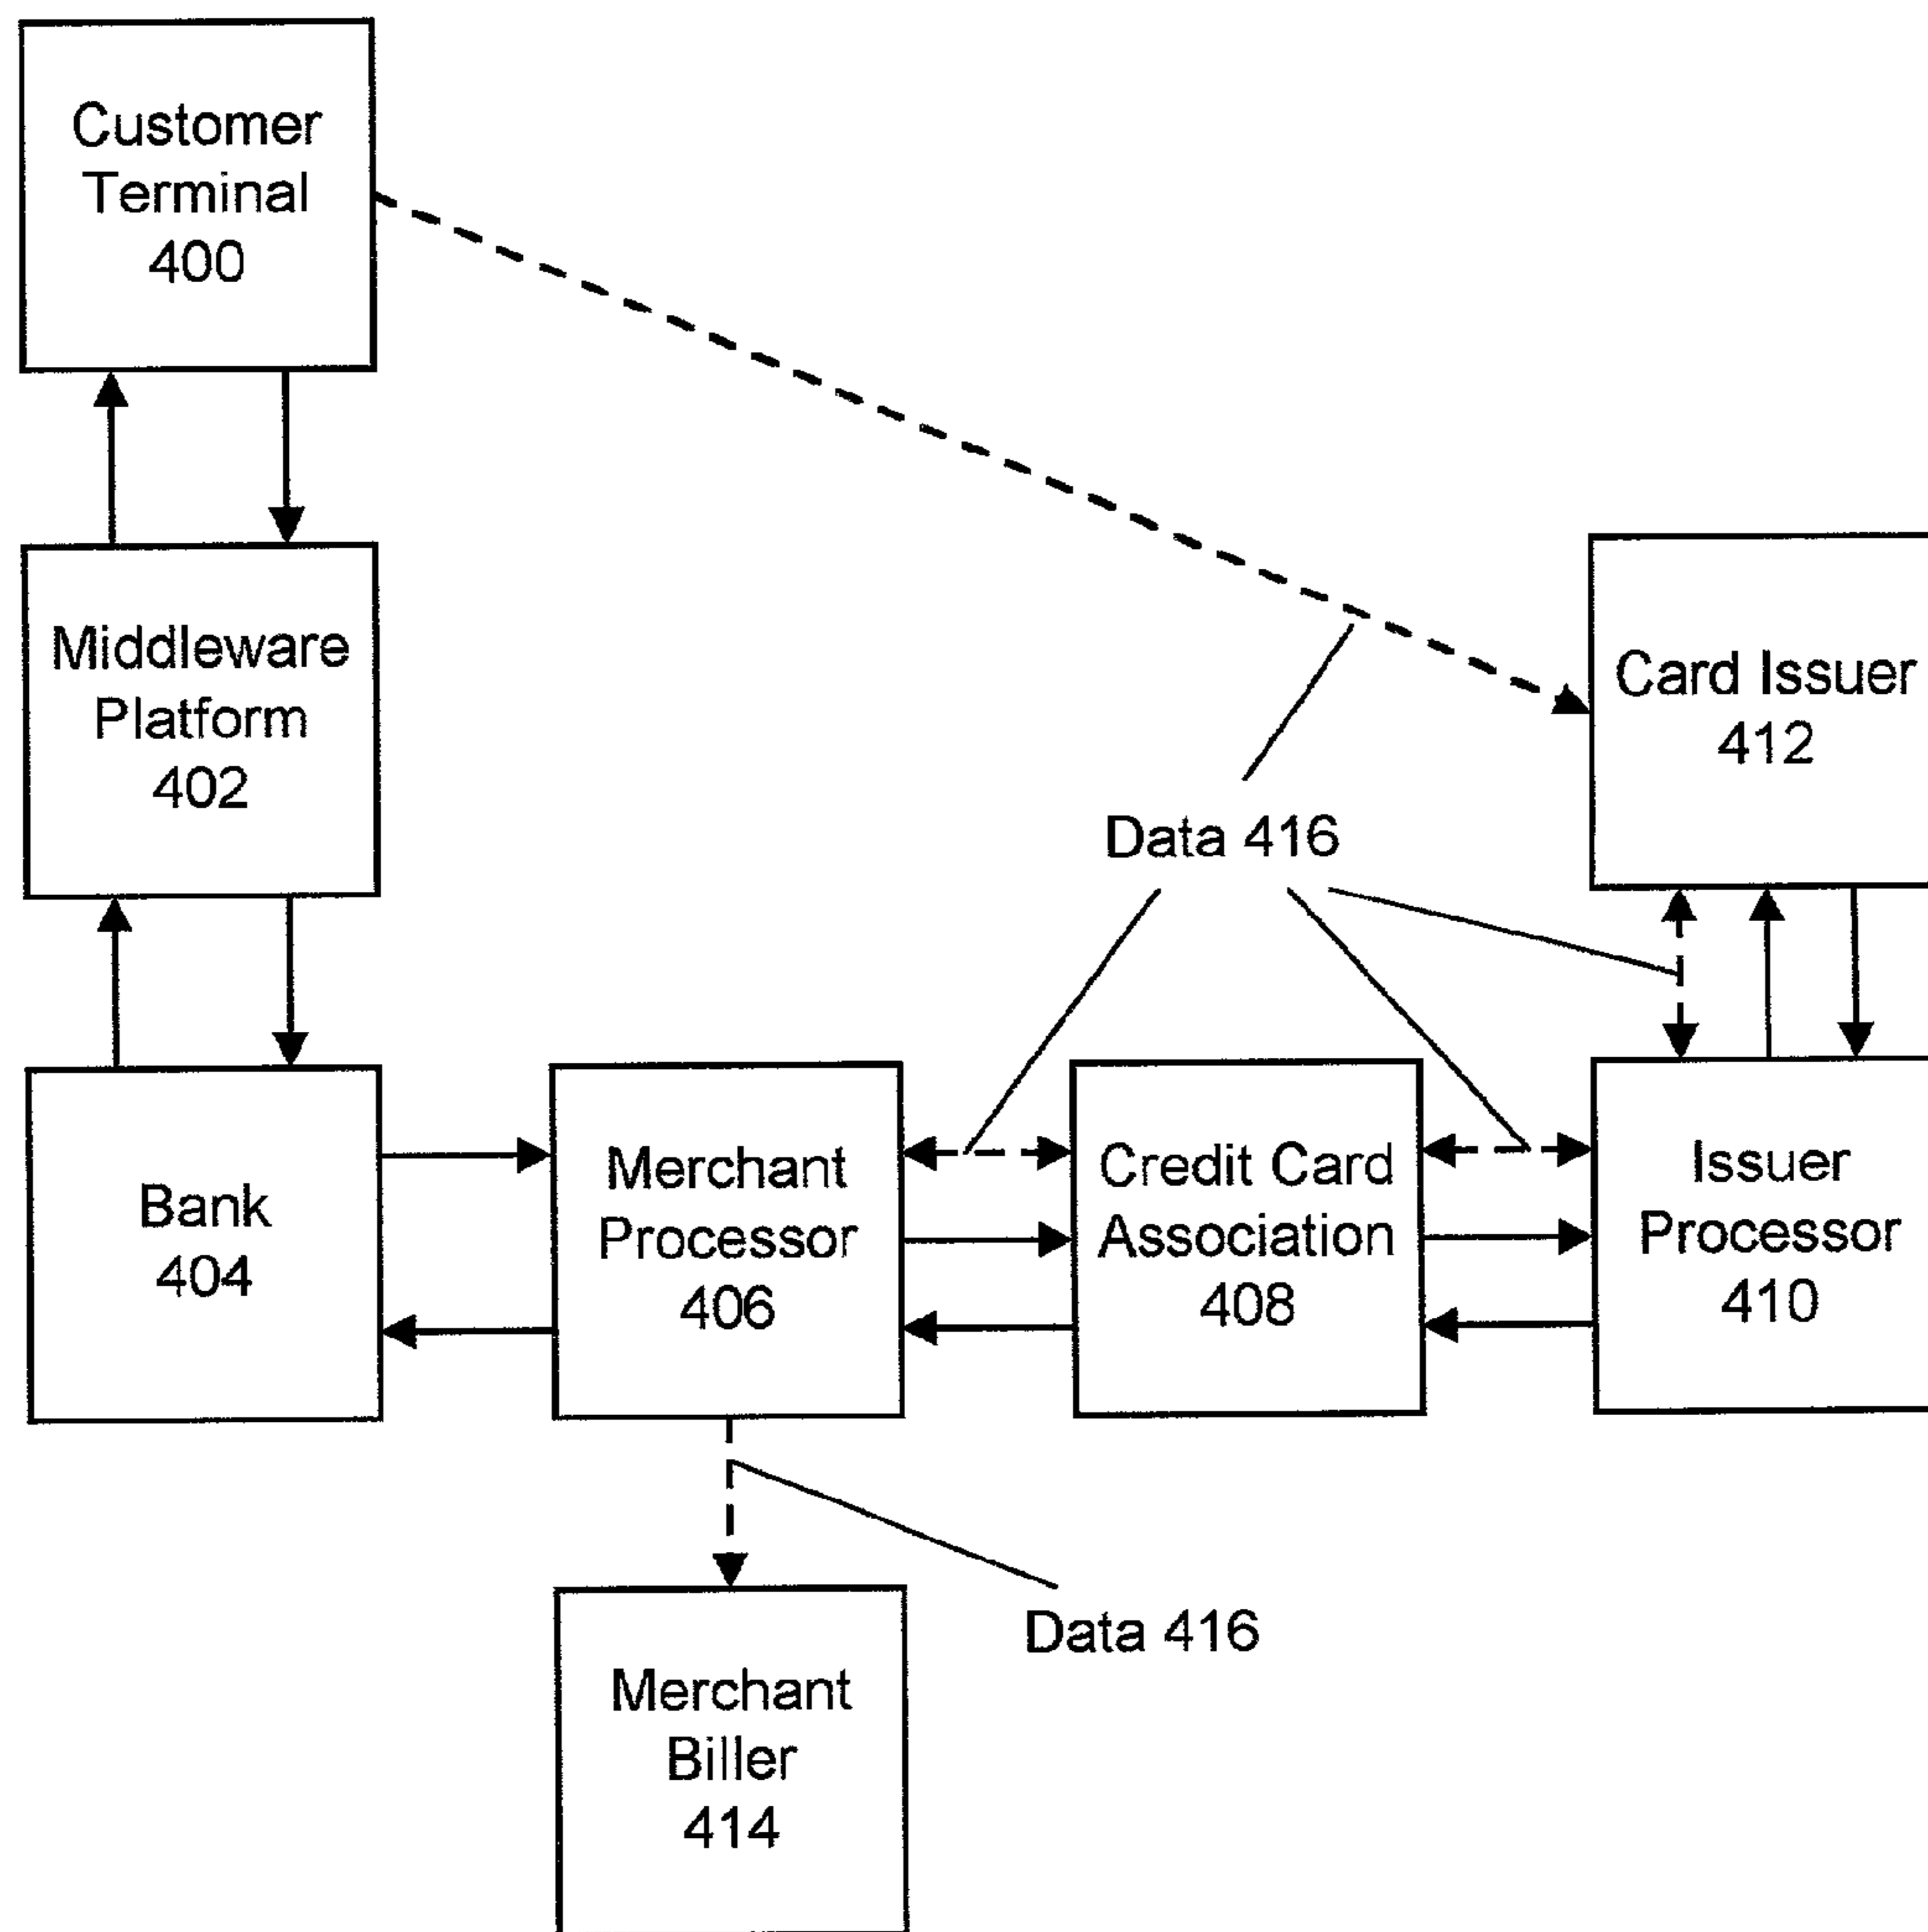 Customer
Terminal
400
Middleware
Platform
402
Card Issuer
412
Data 416
Bank
404
Merchant
Processor
406
Credit Card
Association
408
Issuer
Processor
410
Data 416
Merchant
Biller
414